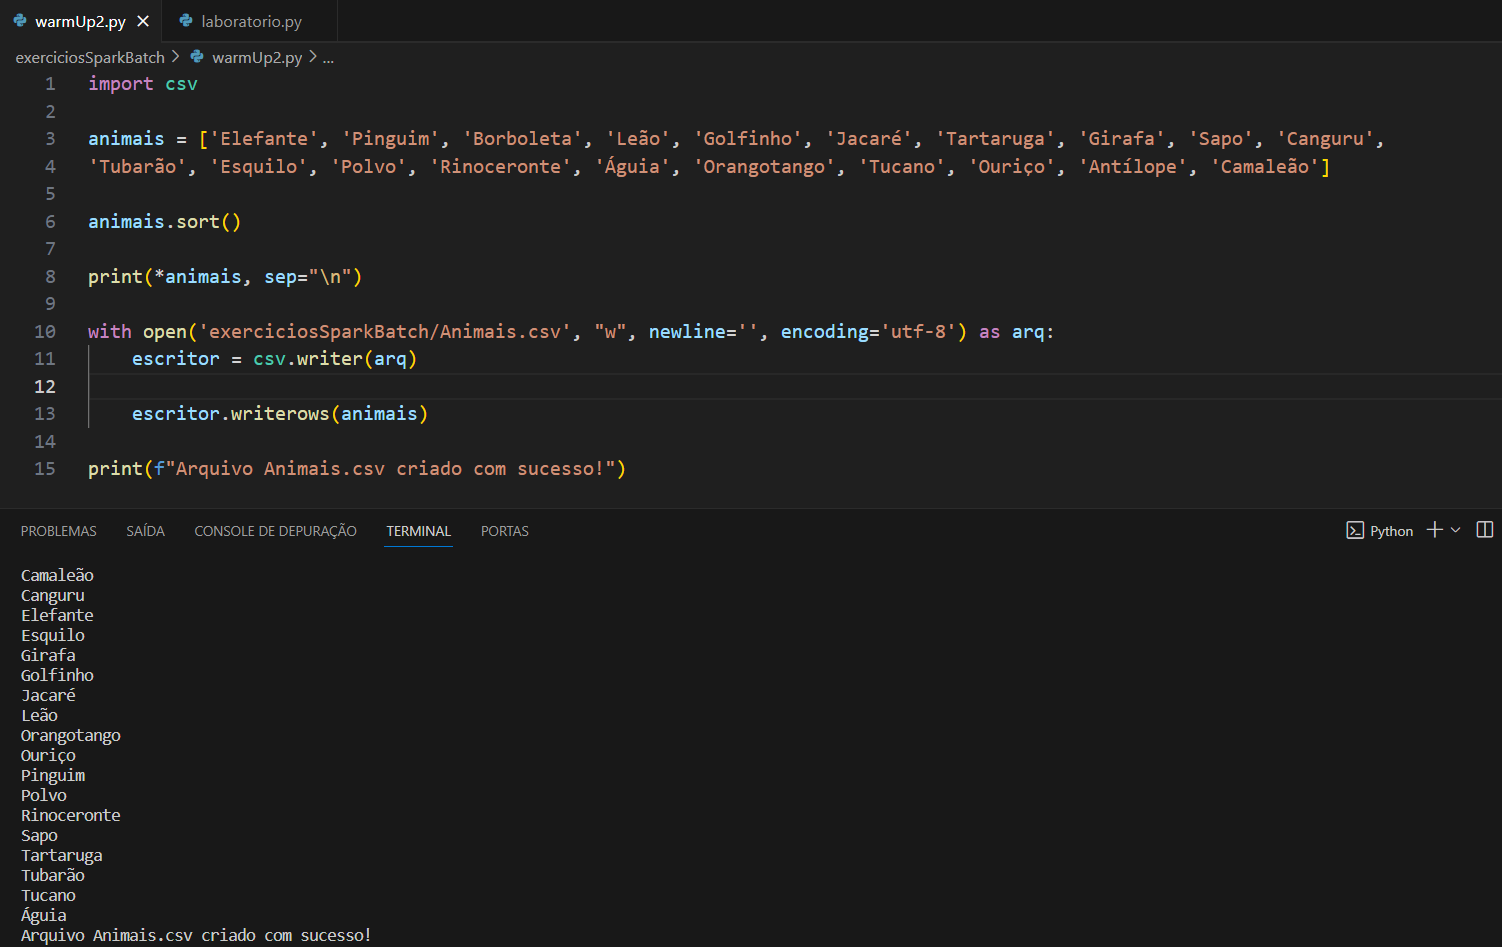 warmUp2.py laboratorio.py
exerciciosSparkBatch > warmUp2.py > ...
1 import csv
2
3 animais = ['Elefante', 'Pinguim', 'Borboleta', 'Leão', 'Golfinho', 'Jacaré', 'Tartaruga', 'Girafa', 'Sapo', 'Canguru',
4 'Tubarão', 'Esquilo', 'Polvo', 'Rinoceronte', 'Águia', 'Orangotango', 'Tucano', 'Ouriço', 'Antílope', 'Camaleão']
5
6 animais.sort()
7
8 print(*animais, sep="\n")
9
10 with open('exerciciosSparkBatch/Animais.csv', "w", newline='', encoding='utf-8') as arq:
11     escritor = csv.writer(arq)
12
13     escritor.writerows(animais)
14
15 print(f"Arquivo Animais.csv criado com sucesso!")
PROBLEMAS SAÍDA CONSOLE DE DEPURAÇÃO TERMINAL PORTAS Python
Camaleão
Canguru
Elefante
Esquilo
Girafa
Golfinho
Jacaré
Leão
Orangotango
Ouriço
Pinguim
Polvo
Rinoceronte
Sapo
Tartaruga
Tubarão
Tucano
Águia
Arquivo Animais.csv criado com sucesso!